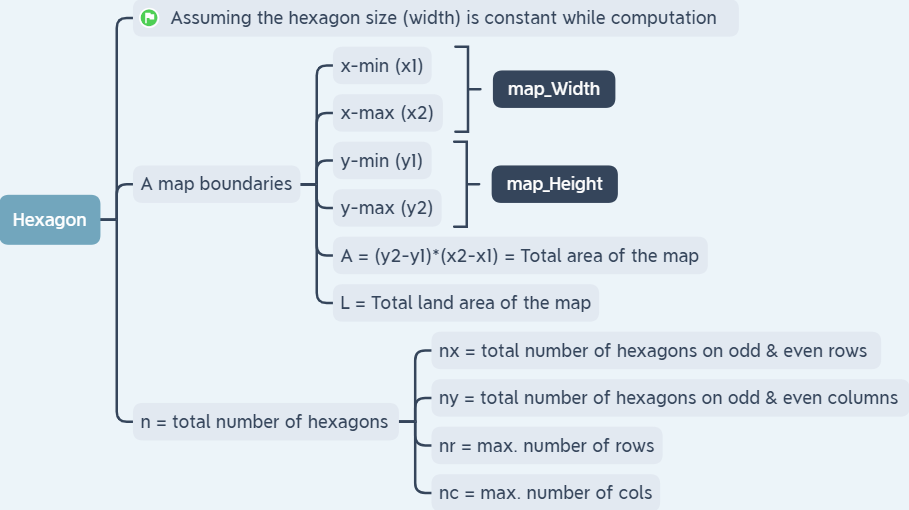 Assuming the hexagon size (width) is constant while computation
x-min (x1)
map_Width
x-max (x2)
y-min (y1)
A map boundaries
map_Height
y-max (y2)
Hexagon
A = (y2-y1)*(x2-x1) = Total area of the map
L = Total land area of the map
nx = total number of hexagons on odd & even rows
ny = total number of hexagons on odd & even columns
n = total number of hexagons
nr = max. number of rows
nc = max. number of cols